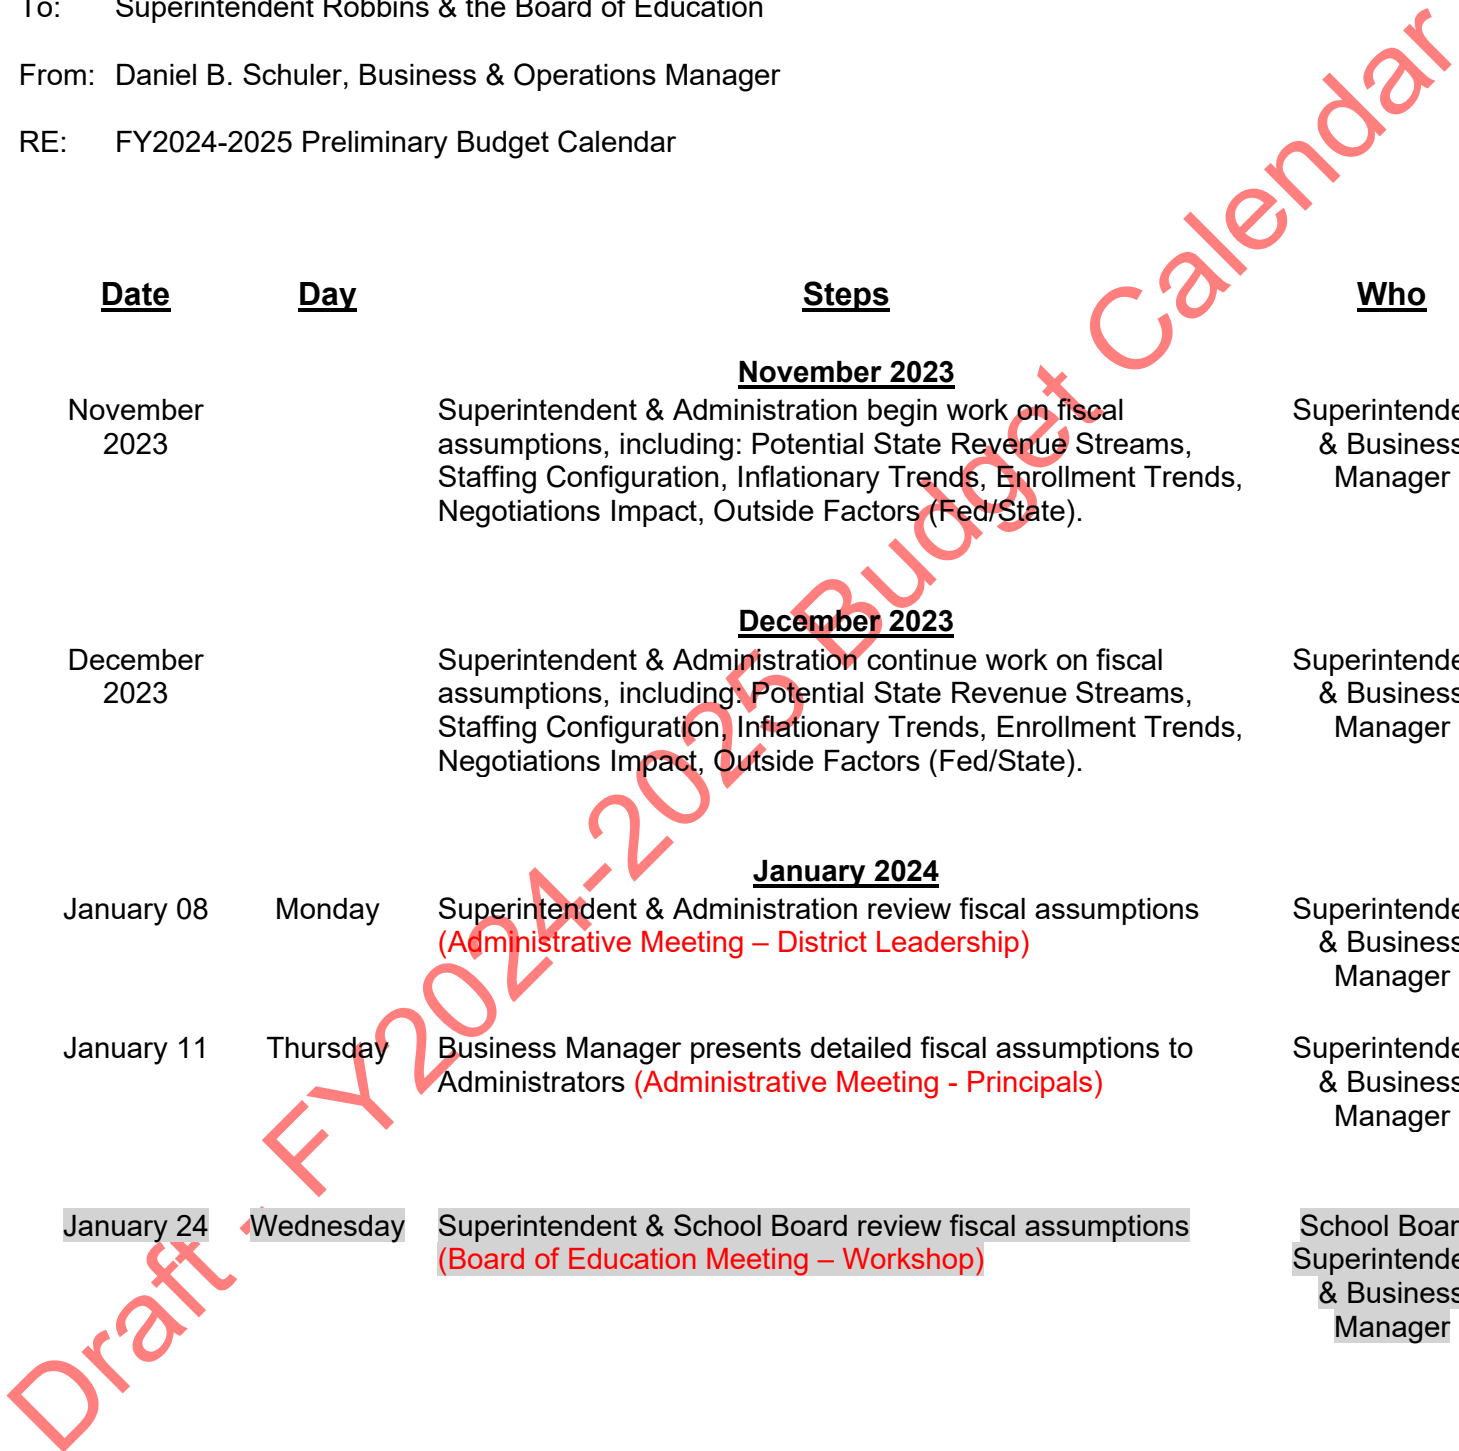 To: Superintendent Robbins & the Board of Education
From: Daniel B. Schuler, Business & Operations Manager
RE: FY2024-2025 Preliminary Budget Calendar
Date Day Steps Who
November 2023
November Superintendent & Administration begin work on fiscal Superintende
2023 assumptions, including: Potential State Revenue Streams, & Business
Staffing Configuration, Inflationary Trends, Enrollment Trends, Manager
Negotiations Impact, Outside Factors (Fed/State).
December 2023
December Superintendent & Administration continue work on fiscal Superintende
2023 assumptions, including: Potential State Revenue Streams, & Business
Staffing Configuration, Inflationary Trends, Enrollment Trends, Manager
Negotiations Impact, Outside Factors (Fed/State).
January 2024
January 08 Monday Superintendent & Administration review fiscal assumptions Superintende
(Administrative Meeting – District Leadership) & Business
Manager
January 11 Thursday Business Manager presents detailed fiscal assumptions to Superintende
Administrators (Administrative Meeting - Principals) & Business
Manager
January 24 Wednesday Superintendent & School Board review fiscal assumptions School Boar
(Board of Education Meeting – Workshop) Superintende
& Business
Manager
Draft - FY2024-2025 Budget Calendar